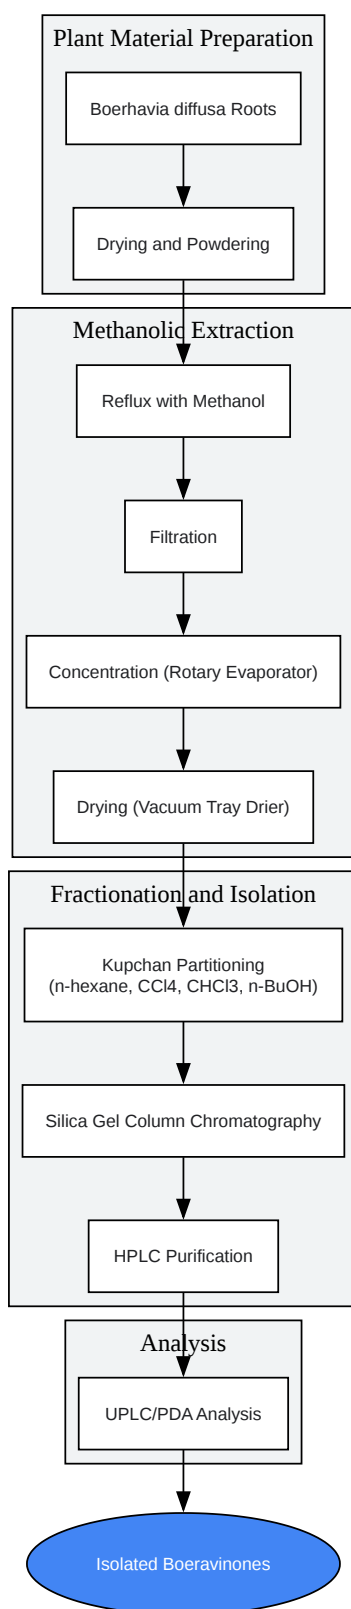 Plant Material Preparation
Boerhavia diffusa Roots
Drying and Powdering
Methanolic Extraction
Reflux with Methanol
Filtration
Concentration (Rotary Evaporator)
Drying (Vacuum Tray Drier)
Fractionation and Isolation
Kupchan Partitioning
(n-hexane, CCl4, CHCl3, n-BuOH)
Silica Gel Column Chromatography
HPLC Purification
Analysis
UPLC/PDA Analysis
Isolated Boeravinones